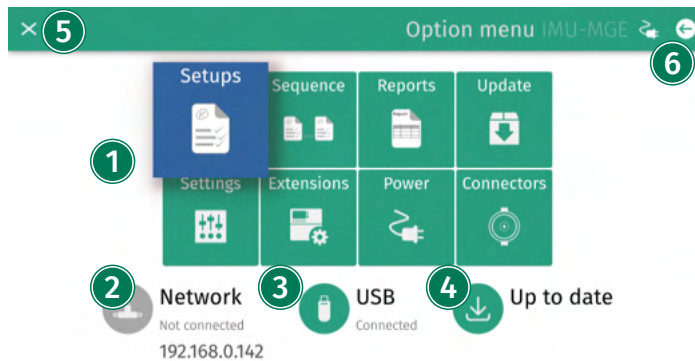 5
Option menu IMU-MGE
6
Setups
Sequence
Reports
Update
1
Settings
Extensions
Power
Connectors
2
Network
Not connected
192.168.0.142
3
USB
Connected
4
Up to date